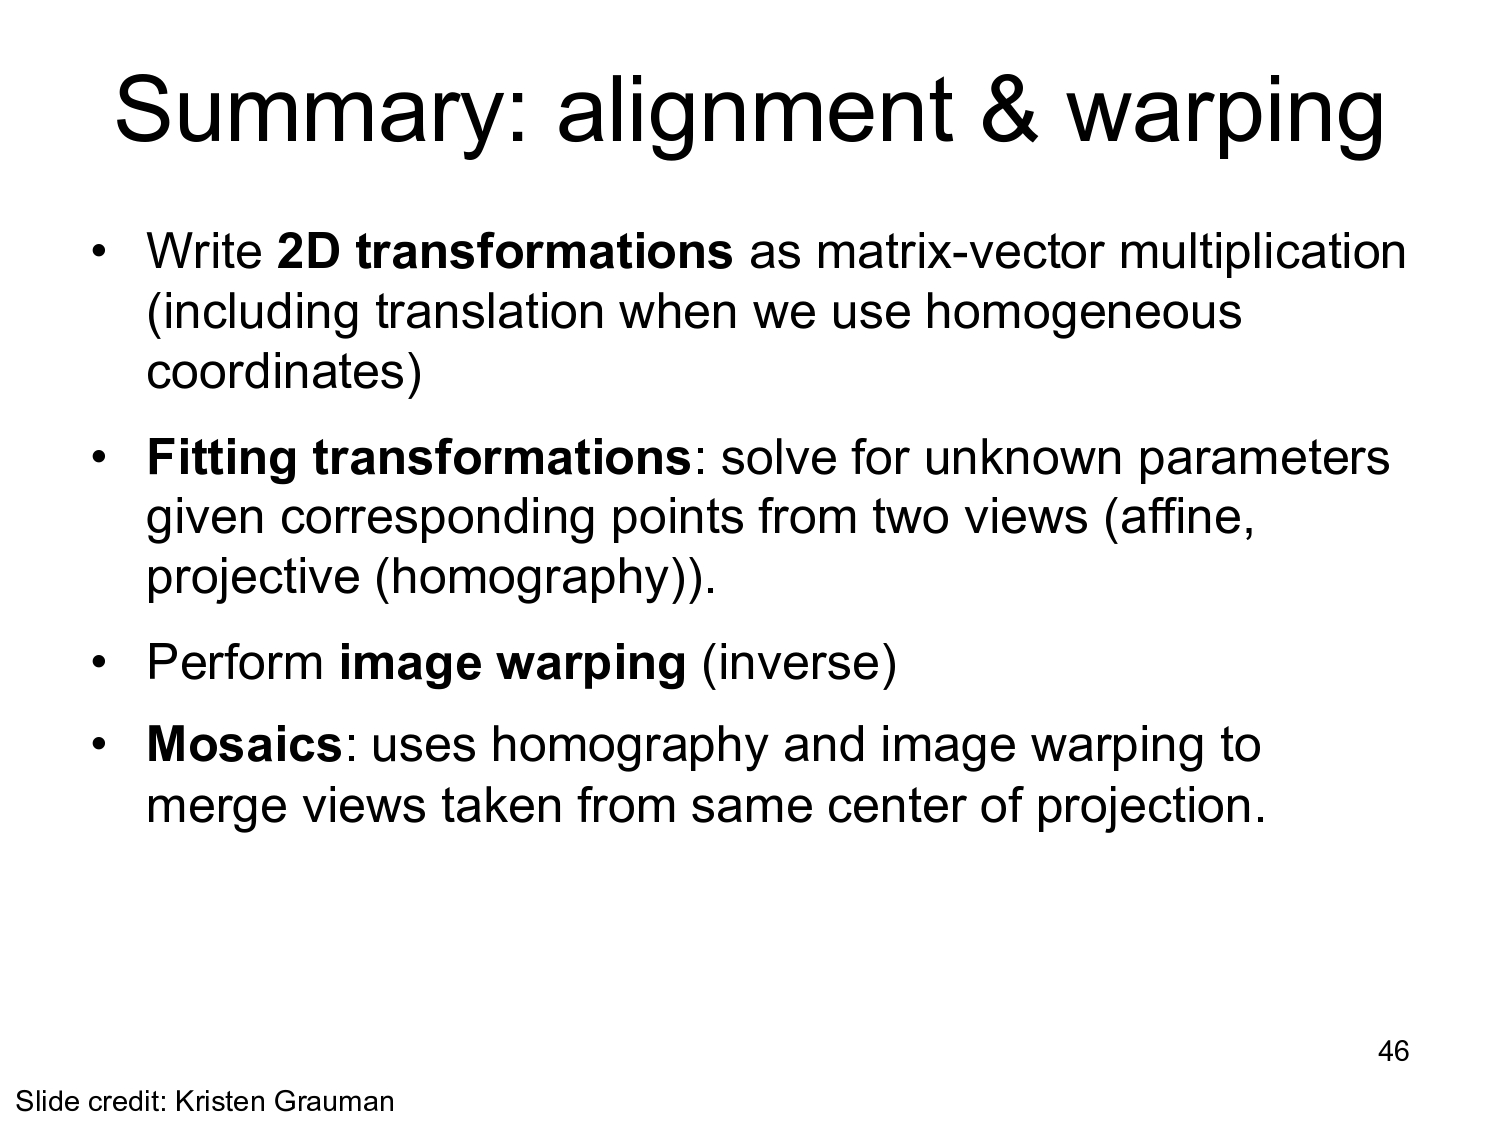 Summary: alignment & warping
• Write 2D transformations as matrix-vector multiplication
(including translation when we use homogeneous
coordinates)
• Fitting transformations: solve for unknown parameters
given corresponding points from two views (affine,
projective (homography)).
• Perform image warping (inverse)
• Mosaics: uses homography and image warping to
merge views taken from same center of projection.
46
Slide credit: Kristen Grauman